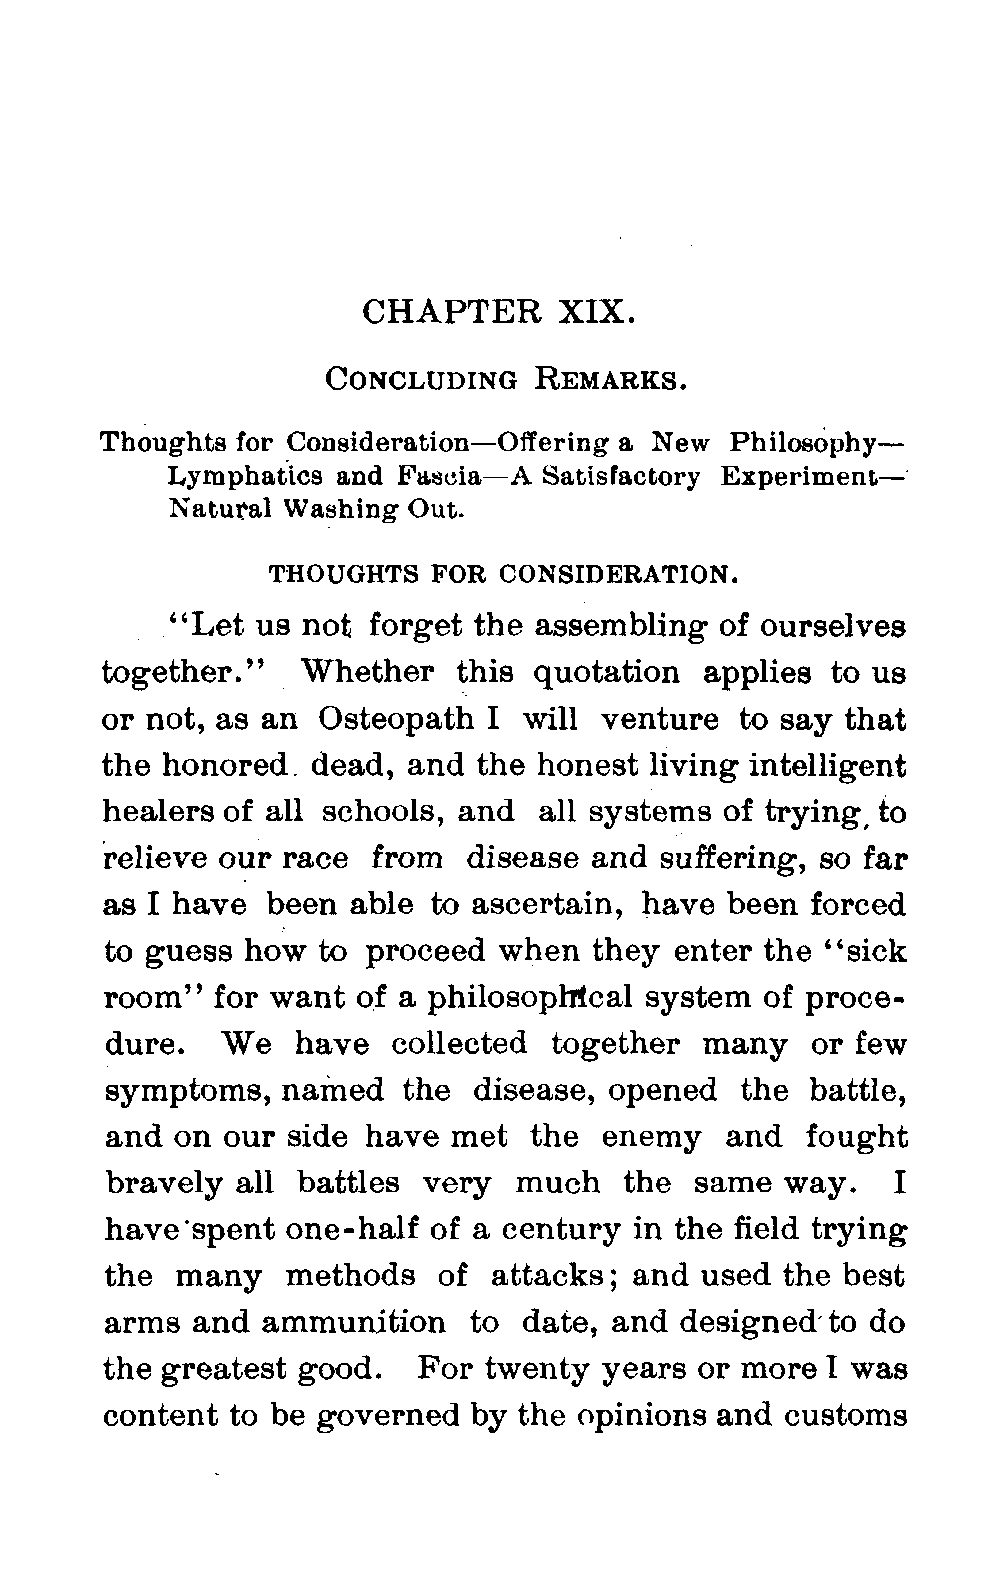 CHAPTER XIX.
CONCLUDING REMARKS.
Thoughts for Consideration—Offering a New Philosophy—
Lymphatics and Fascia—A Satisfactory Experiment—
Natural Washing Out.
THOUGHTS FOR CONSIDERATION.
“Let us not forget the assembling of ourselves
together.” Whether this quotation applies to us
or not, as an Osteopath I will venture to say that
the honored dead, and the honest living intelligent
healers of all schools, and all systems of trying to
relieve our race from disease and suffering, so far
as I have been able to ascertain, have been forced
to guess how to proceed when they enter the “sick
room” for want of a philosophical system of proce-
dure. We have collected together many or few
symptoms, named the disease, opened the battle,
and on our side have met the enemy and fought
bravely all battles very much the same way. I
have spent one-half of a century in the field trying
the many methods of attacks; and used the best
arms and ammunition to date, and designed to do
the greatest good. For twenty years or more I was
content to be governed by the opinions and customs